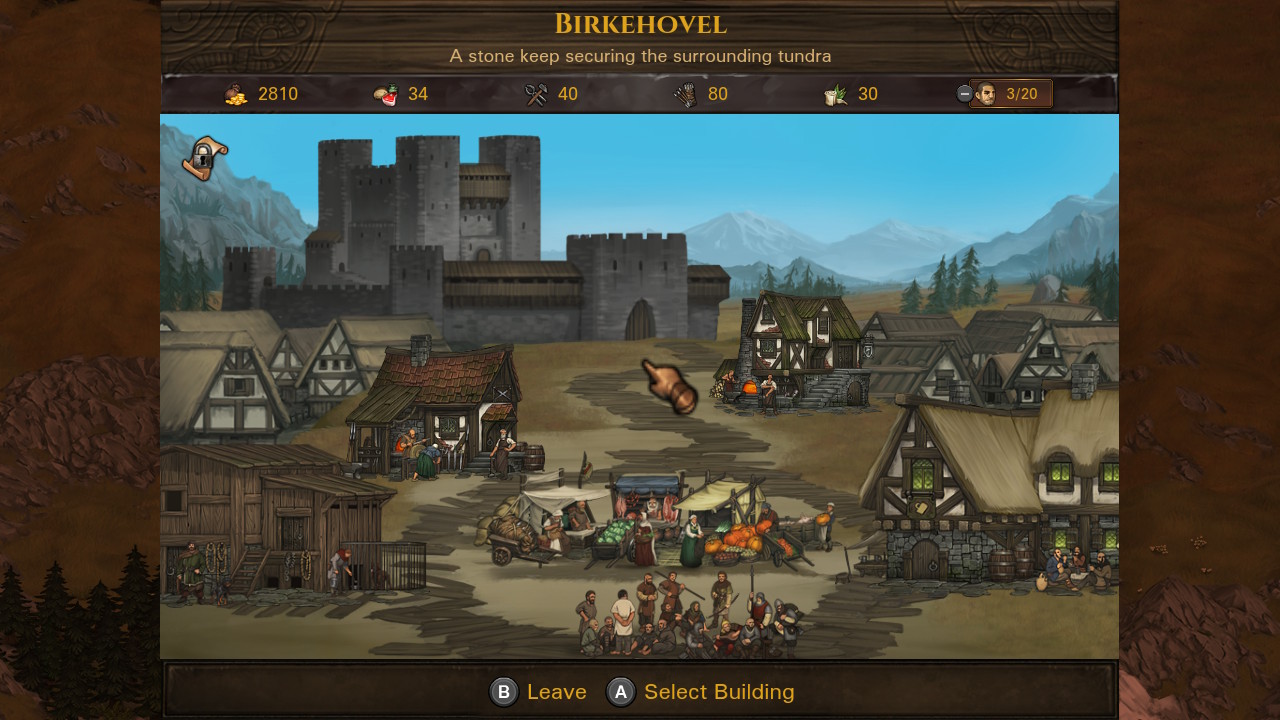 Birkehovel
A stone keep securing the surrounding tundra
2810
34
40
80
30
3/20
B Leave A Select Building